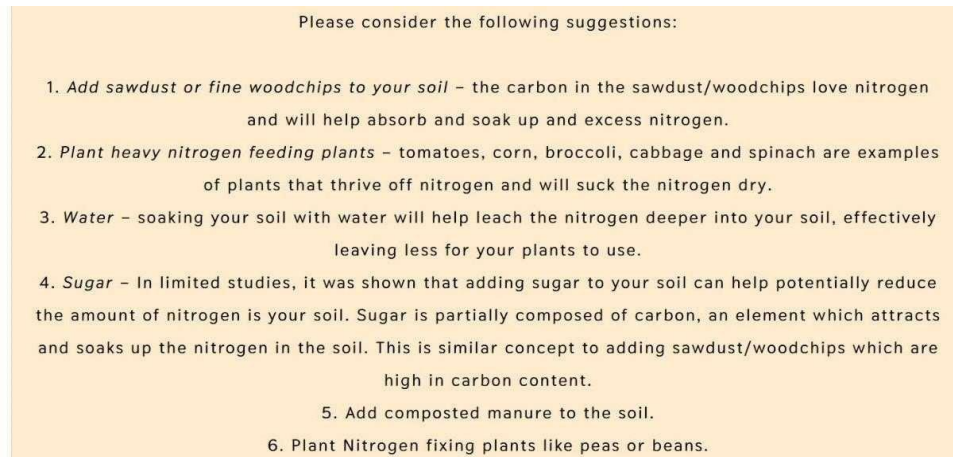 Please consider the following suggestions:
1. Add sawdust or fine woodchips to your soil – the carbon in the sawdust/woodchips love nitrogen
and will help absorb and soak up and excess nitrogen.
2. Plant heavy nitrogen feeding plants – tomatoes, corn, broccoli, cabbage and spinach are examples
of plants that thrive off nitrogen and will suck the nitrogen dry.
3. Water – soaking your soil with water will help leach the nitrogen deeper into your soil, effectively
leaving less for your plants to use.
4. Sugar – In limited studies, it was shown that adding sugar to your soil can help potentially reduce
the amount of nitrogen is your soil. Sugar is partially composed of carbon, an element which attracts
and soaks up the nitrogen in the soil. This is similar concept to adding sawdust/woodchips which are
high in carbon content.
5. Add composted manure to the soil.
6. Plant Nitrogen fixing plants like peas or beans.